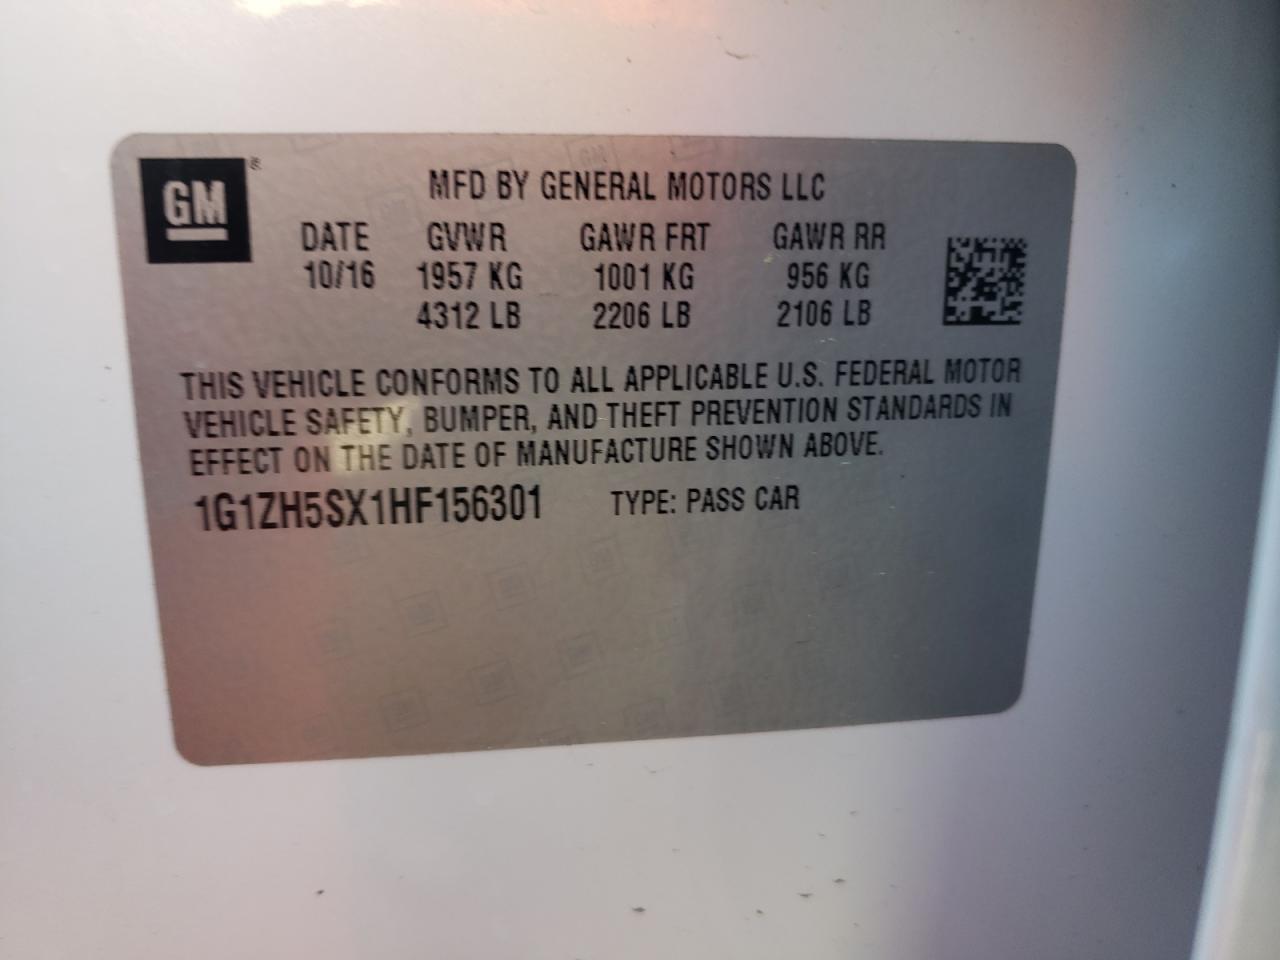 GM
MFD BY GENERAL MOTORS LLC
DATE GVWR GAWR FRT GAWR RR
10/16 1957 KG 1001 KG 956 KG
4312 LB 2206 LB 2106 LB
THIS VEHICLE CONFORMS TO ALL APPLICABLE U.S. FEDERAL MOTOR
VEHICLE SAFETY, BUMPER, AND THEFT PREVENTION STANDARDS IN
EFFECT ON THE DATE OF MANUFACTURE SHOWN ABOVE.
1G1ZH5SX1HF156301 TYPE: PASS CAR